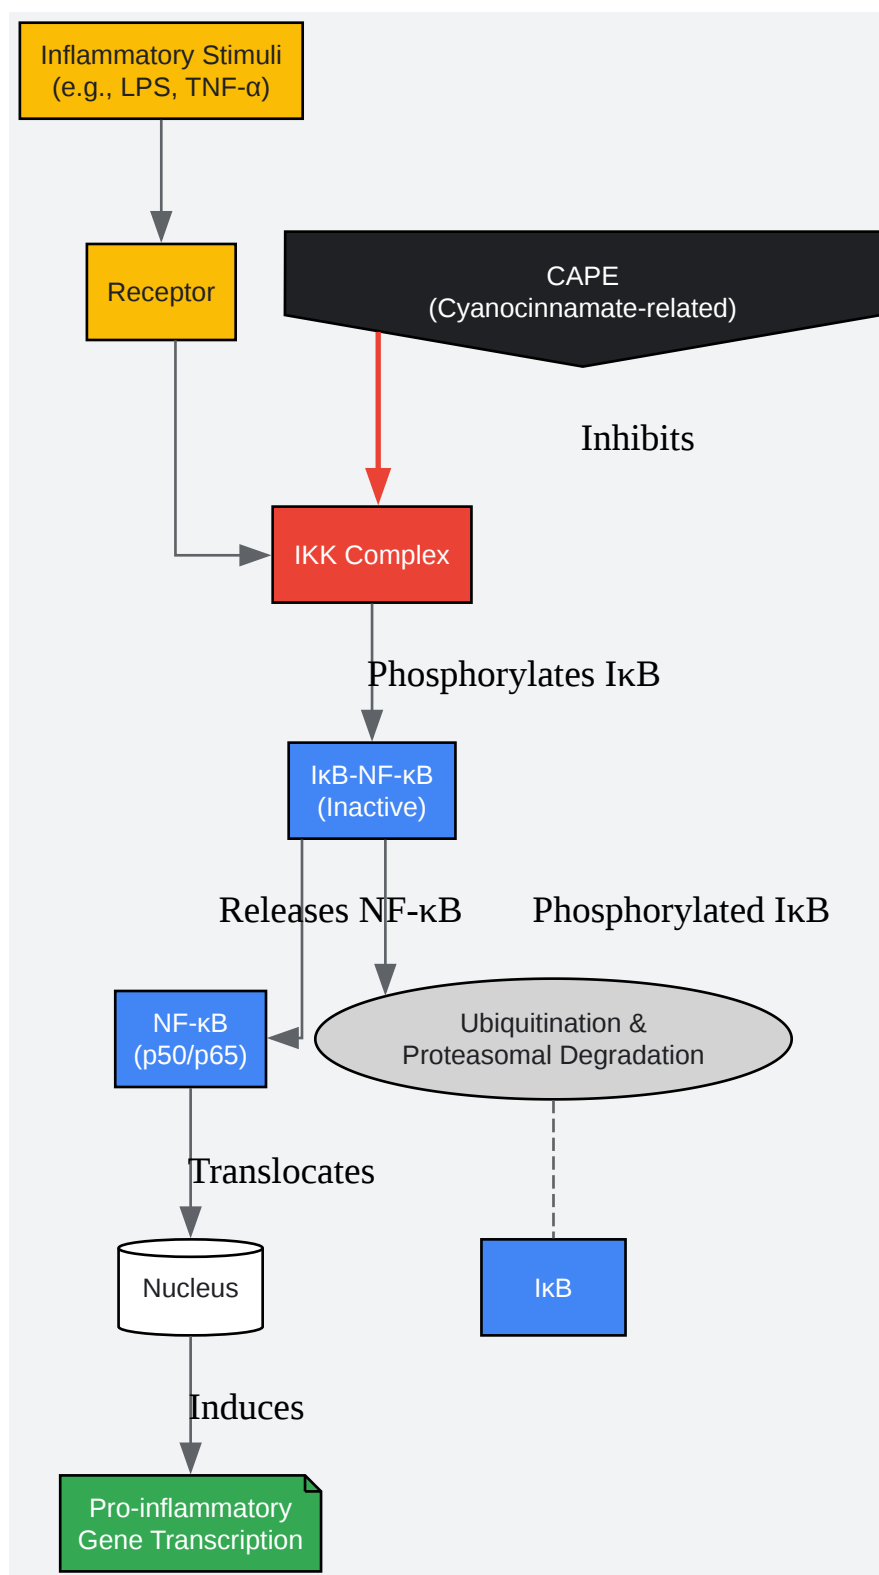 Inflammatory Stimuli
(e.g., LPS, TNF-α)
Receptor
CAPE
(Cyanocinnamate-related)
Inhibits
IKK Complex
Phosphorylates IκB
IκB-NF-κB
(Inactive)
Releases NF-κB
Phosphorylated IκB
NF-κB
(p50/p65)
Ubiquitination &
Proteasomal Degradation
Translocates
Nucleus
IκB
Induces
Pro-inflammatory
Gene Transcription